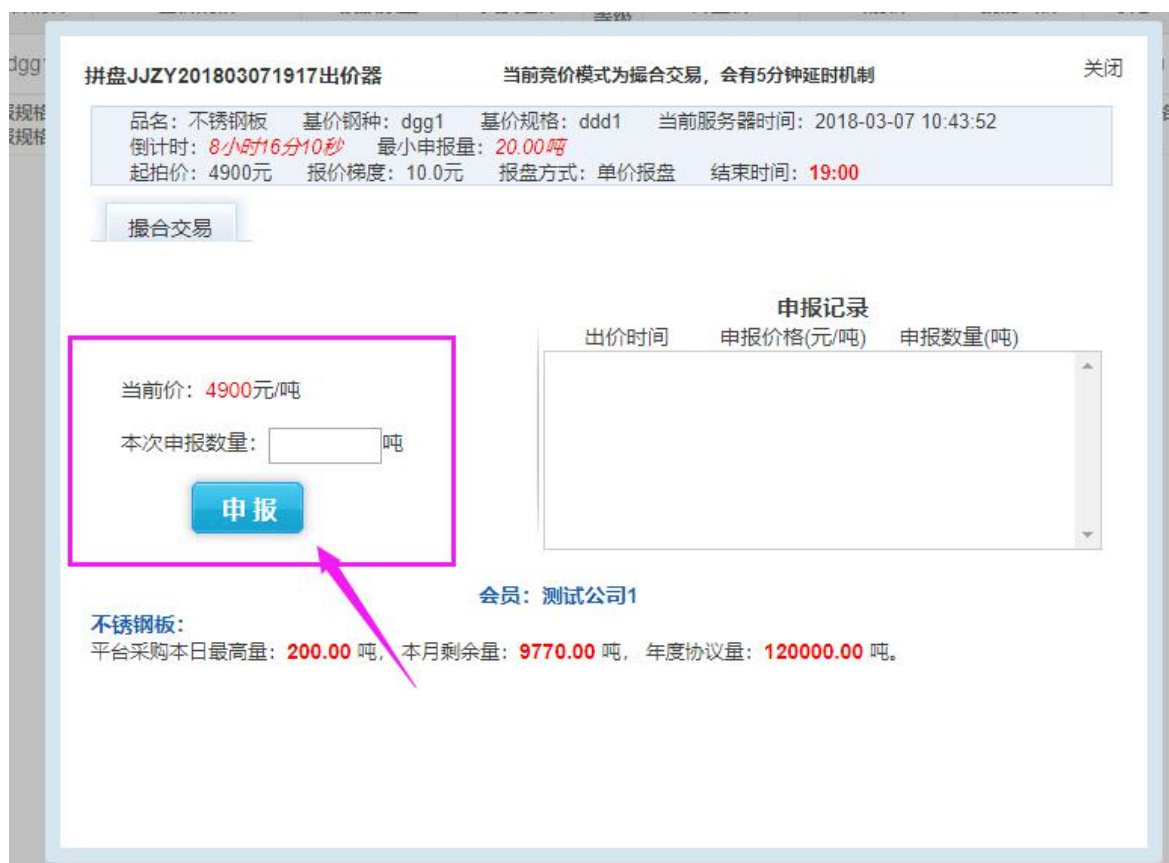 等级
dgg
关闭
拼盘JJZY201803071917出价器 当前竞价模式为撮合交易，会有5分钟延时机制
规格
规格
品名：不锈钢板 基价钢种：dgg1 基价规格：ddd1 当前服务器时间：2018-03-07 10:43:52
倒计时：8小时16分10秒 最小申报量：20.00吨
起拍价：4900元 报价梯度：10.0元 报盘方式：单价报盘 结束时间：19:00
撮合交易
申报记录
出价时间 申报价格(元/吨) 申报数量(吨)
当前价：4900元/吨
本次申报数量： 吨
申报
会员：测试公司1
不锈钢板：
平台采购本日最高量：200.00 吨，本月剩余量：9770.00 吨，年度协议量：120000.00 吨。